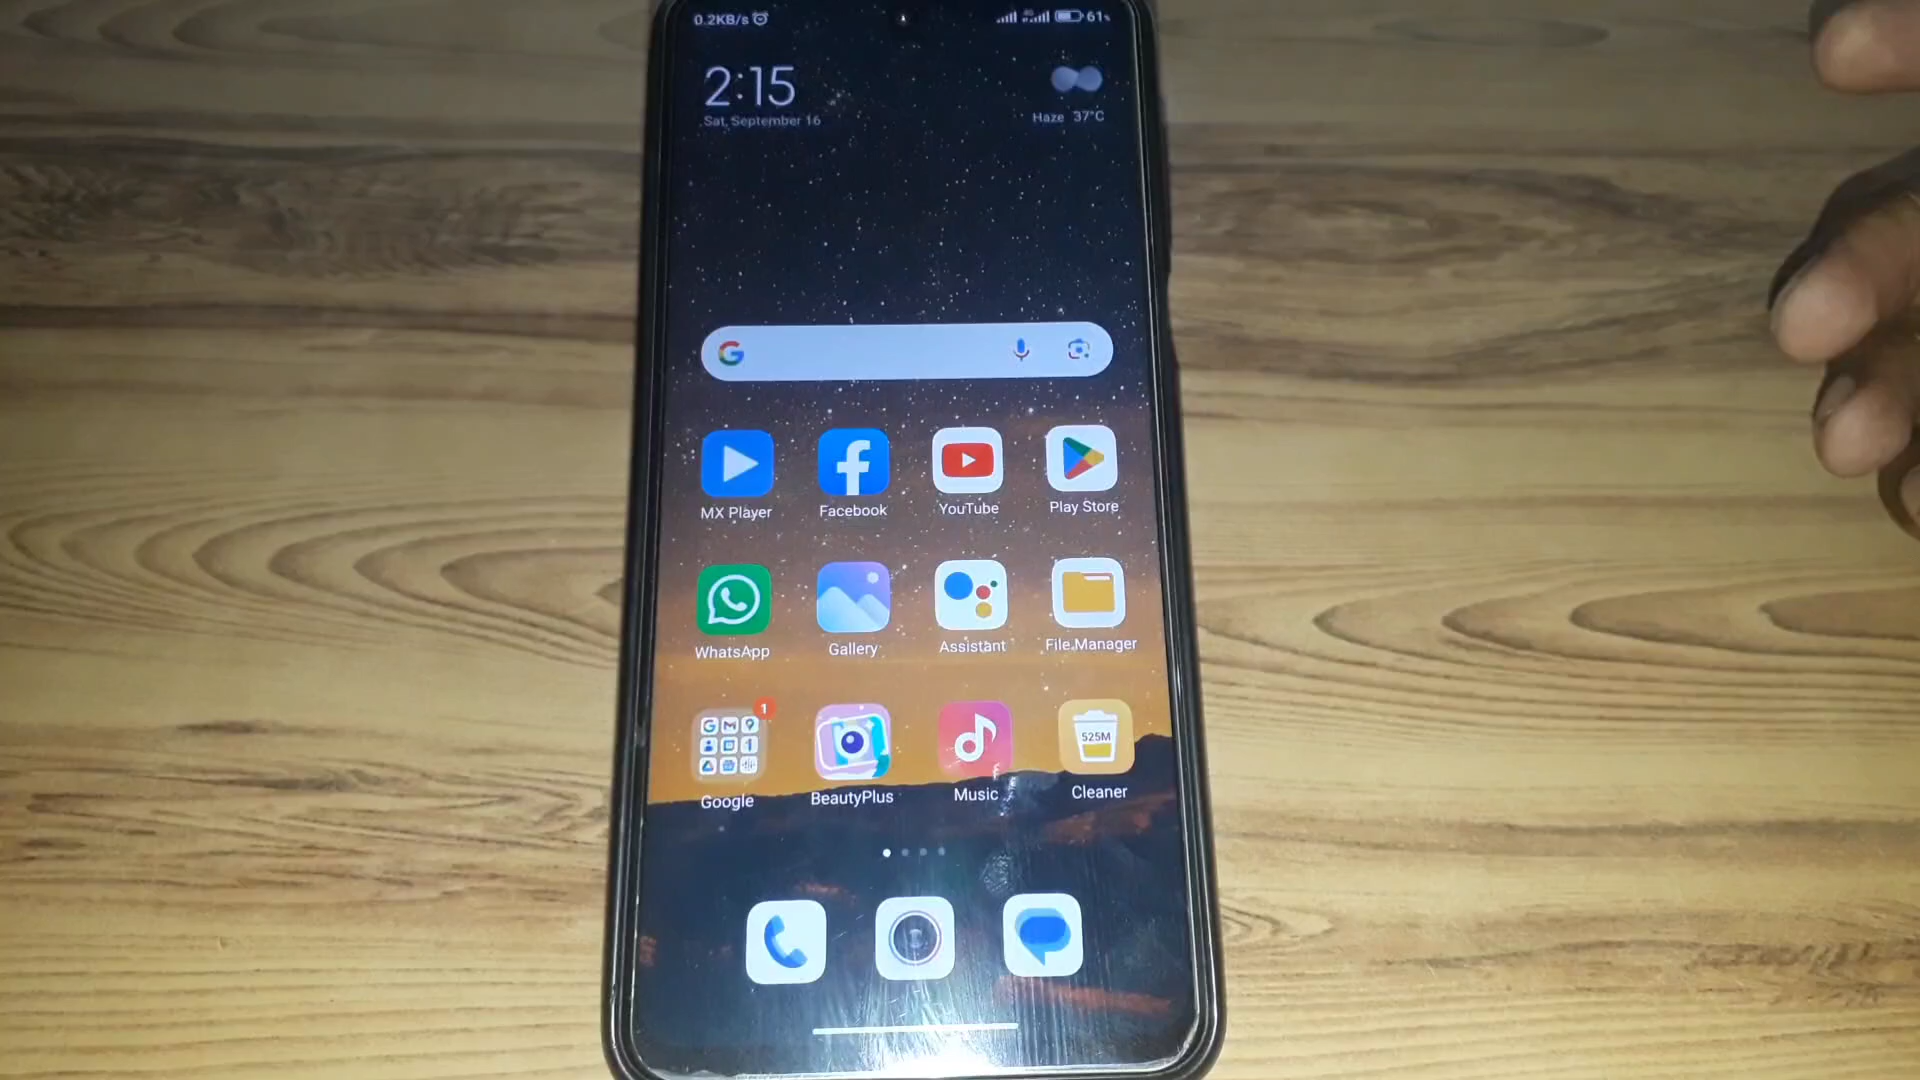 0.2KB/s 61%
2:15
Sat, September 16
Haze 37°C
MX Player Facebook YouTube Play Store
WhatsApp Gallery Assistant File Manager
1
525M
Google BeautyPlus Music Cleaner